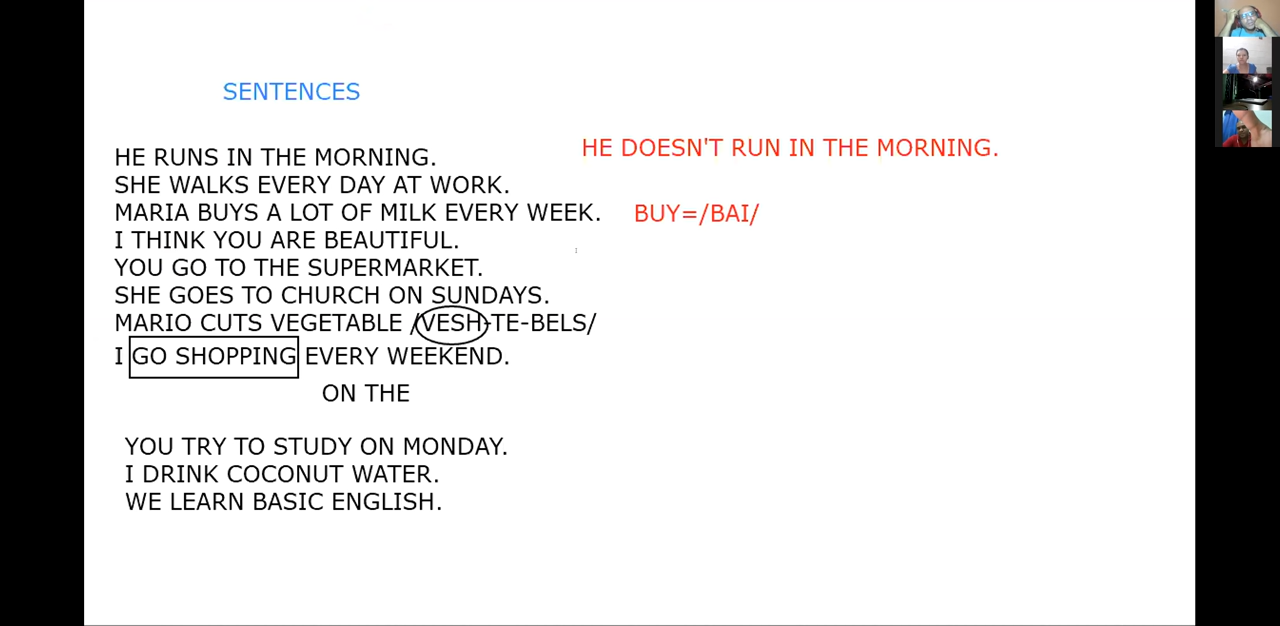 SENTENCES
HE RUNS IN THE MORNING.
HE DOESN'T RUN IN THE MORNING.
SHE WALKS EVERY DAY AT WORK.
MARIA BUYS A LOT OF MILK EVERY WEEK.
BUY=/BAI/
I THINK YOU ARE BEAUTIFUL.
YOU GO TO THE SUPERMARKET.
SHE GOES TO CHURCH ON SUNDAYS.
MARIO CUTS VEGETABLE /VESH-TE-BELS/
I GO SHOPPING EVERY WEEKEND.
ON THE
YOU TRY TO STUDY ON MONDAY.
I DRINK COCONUT WATER.
WE LEARN BASIC ENGLISH.